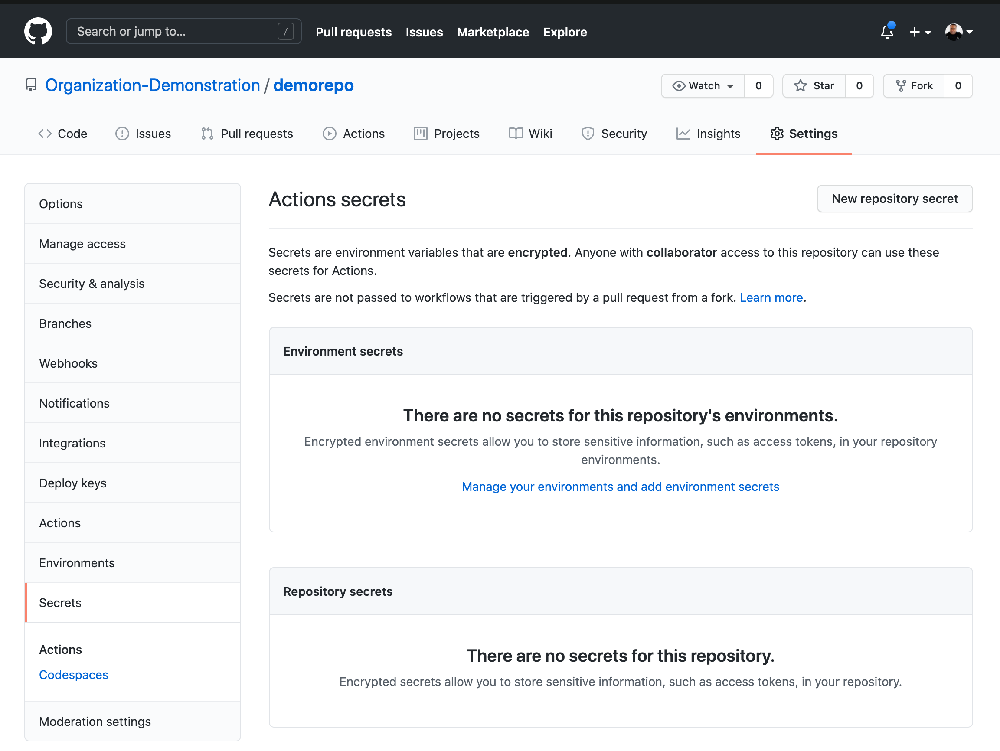 Search or jump to... /
Pull requests Issues Marketplace Explore
Organization-Demonstration / demorepo
Watch 0 Star 0 Fork 0
Code Issues Pull requests Actions Projects Wiki Security Insights Settings
Options
Manage access
Security & analysis
Branches
Webhooks
Notifications
Integrations
Deploy keys
Actions
Environments
Secrets
Actions
Codespaces
Moderation settings
Actions secrets
New repository secret
Secrets are environment variables that are encrypted. Anyone with collaborator access to this repository can use these
secrets for Actions.
Secrets are not passed to workflows that are triggered by a pull request from a fork. Learn more.
Environment secrets
There are no secrets for this repository's environments.
Encrypted environment secrets allow you to store sensitive information, such as access tokens, in your repository
environments.
Manage your environments and add environment secrets
Repository secrets
There are no secrets for this repository.
Encrypted secrets allow you to store sensitive information, such as access tokens, in your repository.